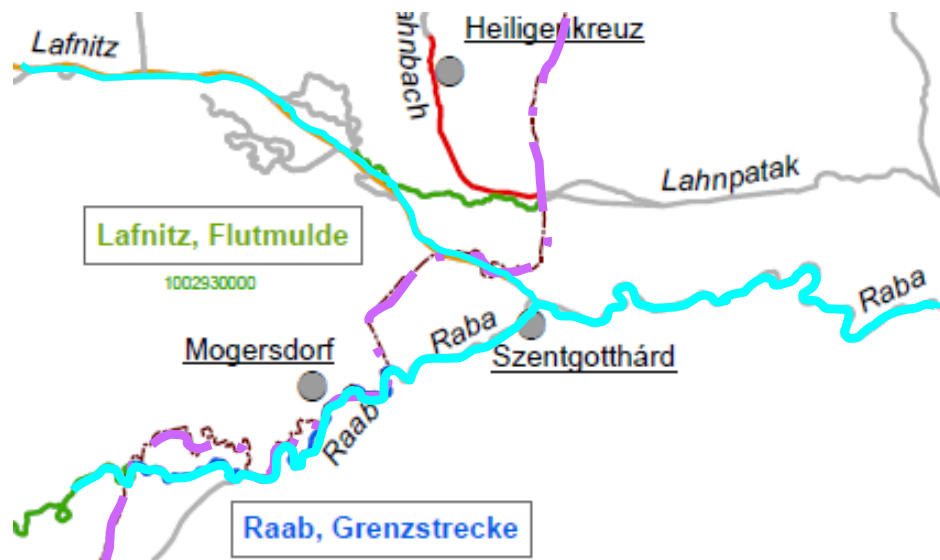 Lafnitz
Heiligenkreuz
ahnbach
Lahnpatak
Lafnitz, Flutmulde
1002930000
Raba
Raba
Mogersdorf
Szentgotthárd
Raab
Raab, Grenzstrecke